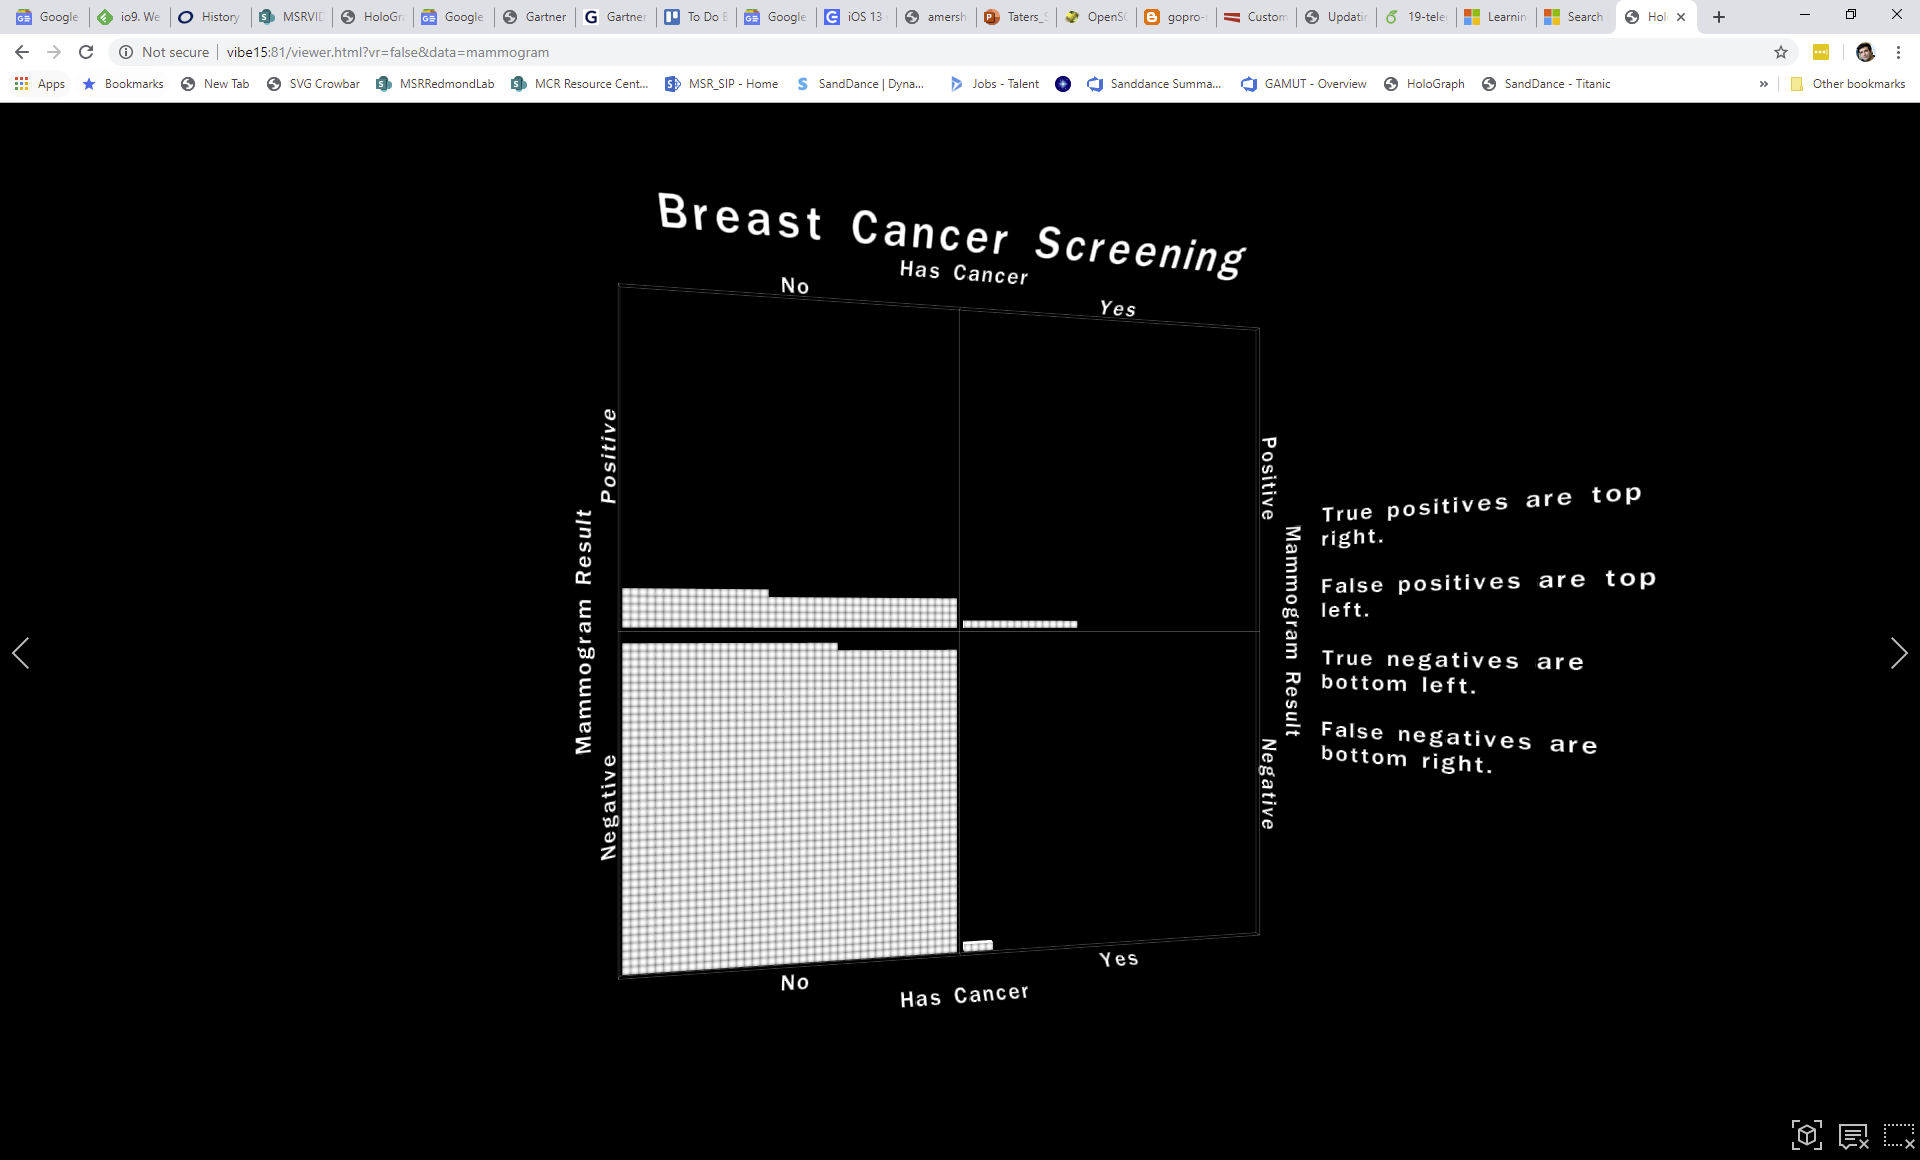 Google
io9. We
History
MSRVID
HoloGra
Google
Gartner
Gartner
To Do B
Google
iOS 13
amersh
Taters_S
OpenSC
gopro-
Custom
Updatin
19-tele
Learnin
Search
Hol
Not secure
vibe15:81/viewer.html?vr=false&data=mammogram
Apps
Bookmarks
New Tab
SVG Crowbar
MSRRedmondLab
MCR Resource Cent...
MSR_SIP - Home
SandDance | Dyna...
Jobs - Talent
Sanddance Summa...
GAMUT - Overview
HoloGraph
SandDance - Titanic
»
Other bookmarks
Breast Cancer Screening
Has Cancer
No
Yes
Positive
Mammogram Result
Negative
Positive
Mammogram Result
Negative
True positives are top
right.
False positives are top
left.
True negatives are
bottom left.
False negatives are
bottom right.
No
Yes
Has Cancer